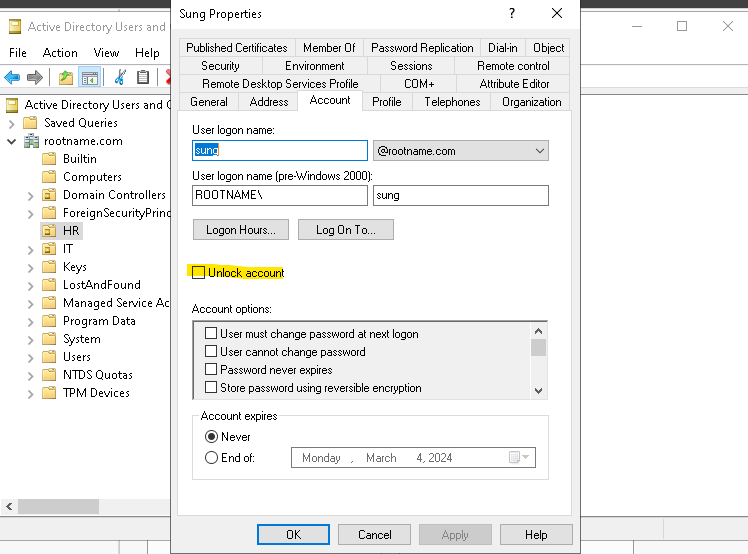 Active Directory Users and
Sung Properties
? 
File Action View Help
Active Directory Users and
Saved Queries
rootname.com
Builtin
Computers
Domain Controllers
ForeignSecurityPrinc
HR
IT
Keys
LostAndFound
Managed Service Ac
Program Data
System
Users
NTDS Quotas
TPM Devices
Published Certificates Member Of Password Replication Dial-in Object
Security Environment Sessions Remote control
Remote Desktop Services Profile COM+ Attribute Editor
General Address Account Profile Telephones Organization
User logon name:
sung @rootname.com
User logon name (pre-Windows 2000):
ROOTNAME\ sung
Logon Hours... Log On To...
Unlock account
Account options:
User must change password at next logon
User cannot change password
Password never expires
Store password using reversible encryption
Account expires
Never
End of: Monday , March 4, 2024
OK Cancel Apply Help